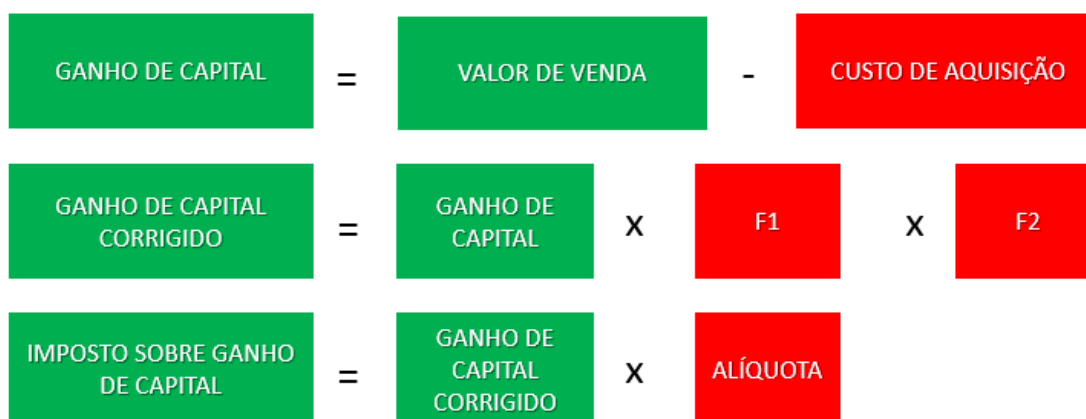 GANHO DE CAPITAL = VALOR DE VENDA - CUSTO DE AQUISIÇÃO
GANHO DE CAPITAL
CORRIGIDO
=
GANHO DE
CAPITAL
x
F1
x
F2
IMPOSTO SOBRE GANHO
DE CAPITAL
=
GANHO DE
CAPITAL
CORRIGIDO
x
ALÍQUOTA